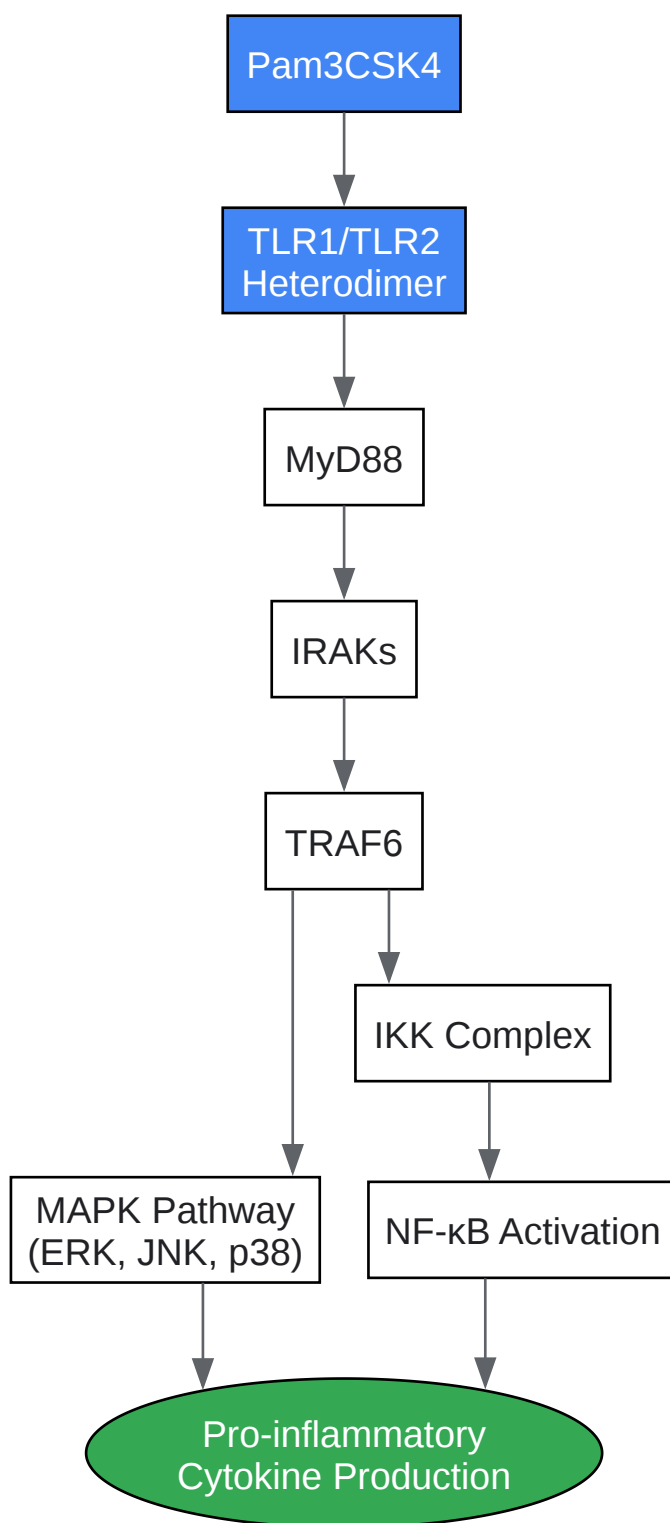 Pam3CSK4
TLR1/TLR2
Heterodimer
MyD88
IRAKs
TRAF6
IKK Complex
MAPK Pathway
(ERK, JNK, p38)
NF-κB Activation
Pro-inflammatory
Cytokine Production